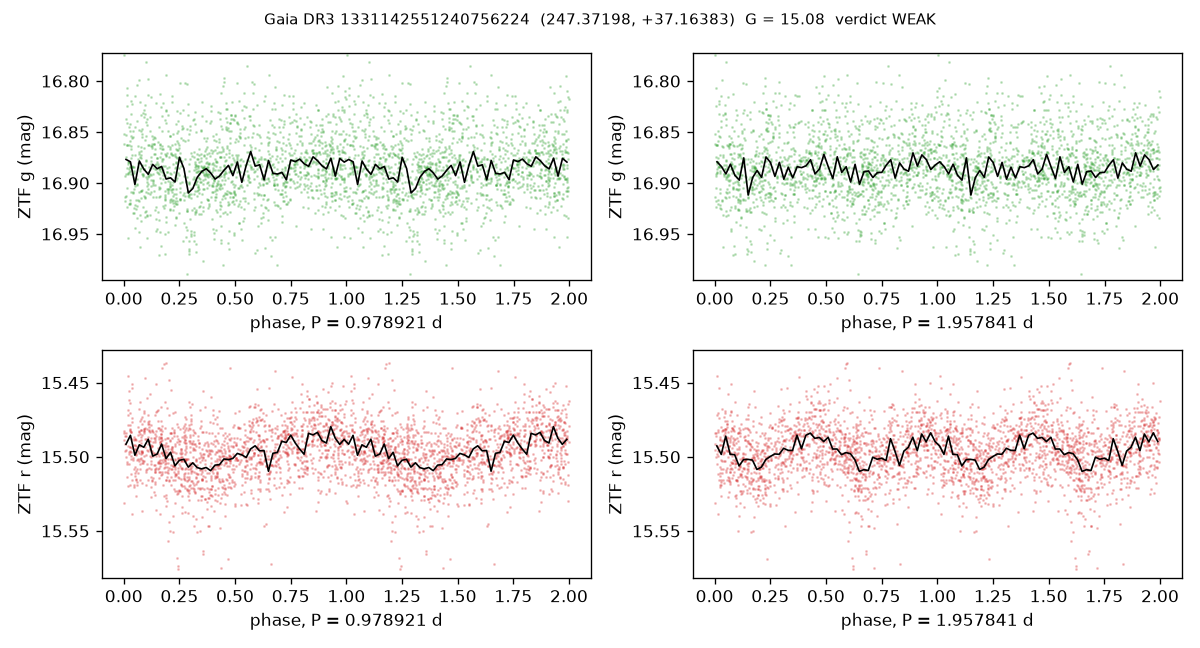 Gaia DR3 1331142551240756224 (247.37198, +37.16383) G = 15.08 verdict WEAK
ZTF g (mag)
16.80
16.85
16.90
16.95
0.00 0.25 0.50 0.75 1.00 1.25 1.50 1.75 2.00
phase, P = 0.978921 d
ZTF g (mag)
16.80
16.85
16.90
16.95
0.00 0.25 0.50 0.75 1.00 1.25 1.50 1.75 2.00
phase, P = 1.957841 d
ZTF r (mag)
15.45
15.50
15.55
0.00 0.25 0.50 0.75 1.00 1.25 1.50 1.75 2.00
phase, P = 0.978921 d
ZTF r (mag)
15.45
15.50
15.55
0.00 0.25 0.50 0.75 1.00 1.25 1.50 1.75 2.00
phase, P = 1.957841 d